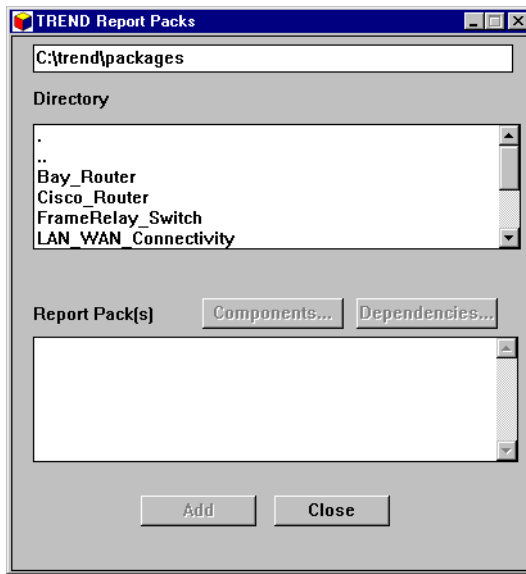 TREND Report Packs
C:\trend\packages
Directory
.
..
Bay_Router
Cisco_Router
FrameRelay_Switch
LAN_WAN_Connectivity
Report Pack(s) Components... Dependencies...
Add Close